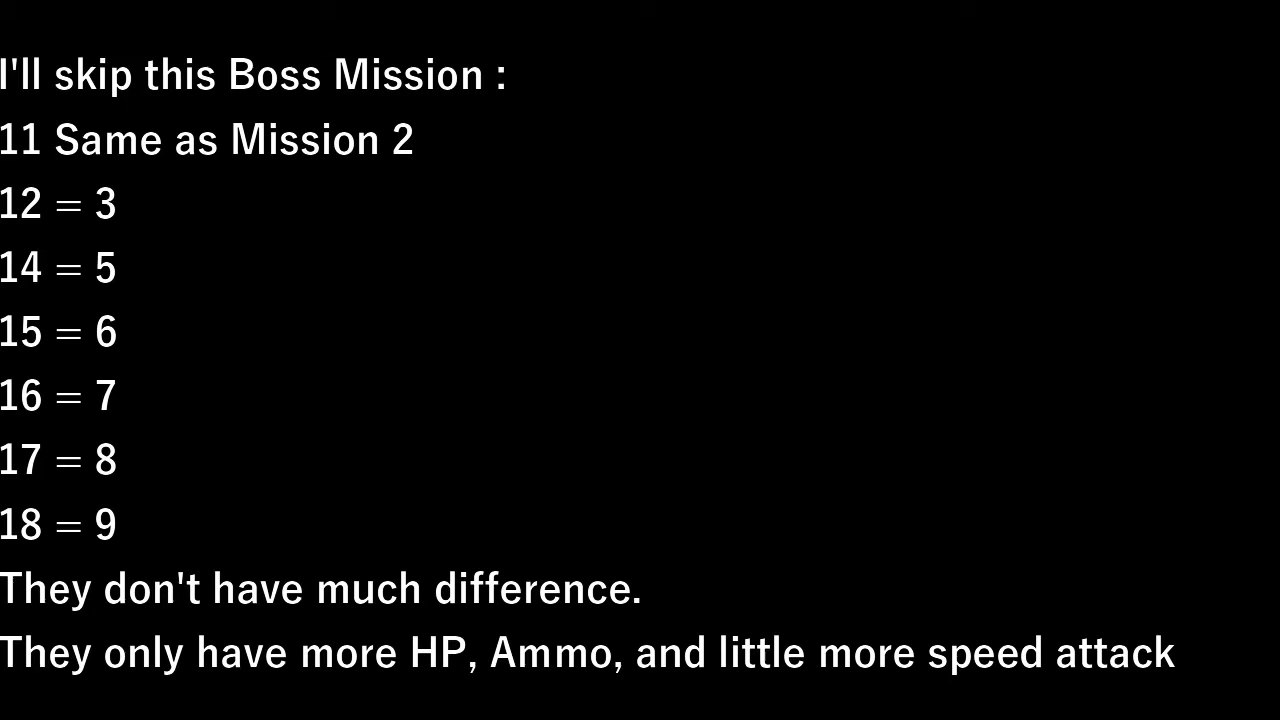 I'll skip this Boss Mission :
11 Same as Mission 2
12 = 3
14 = 5
15 = 6
16 = 7
17 = 8
18 = 9
They don't have much difference.
They only have more HP, Ammo, and little more speed attack